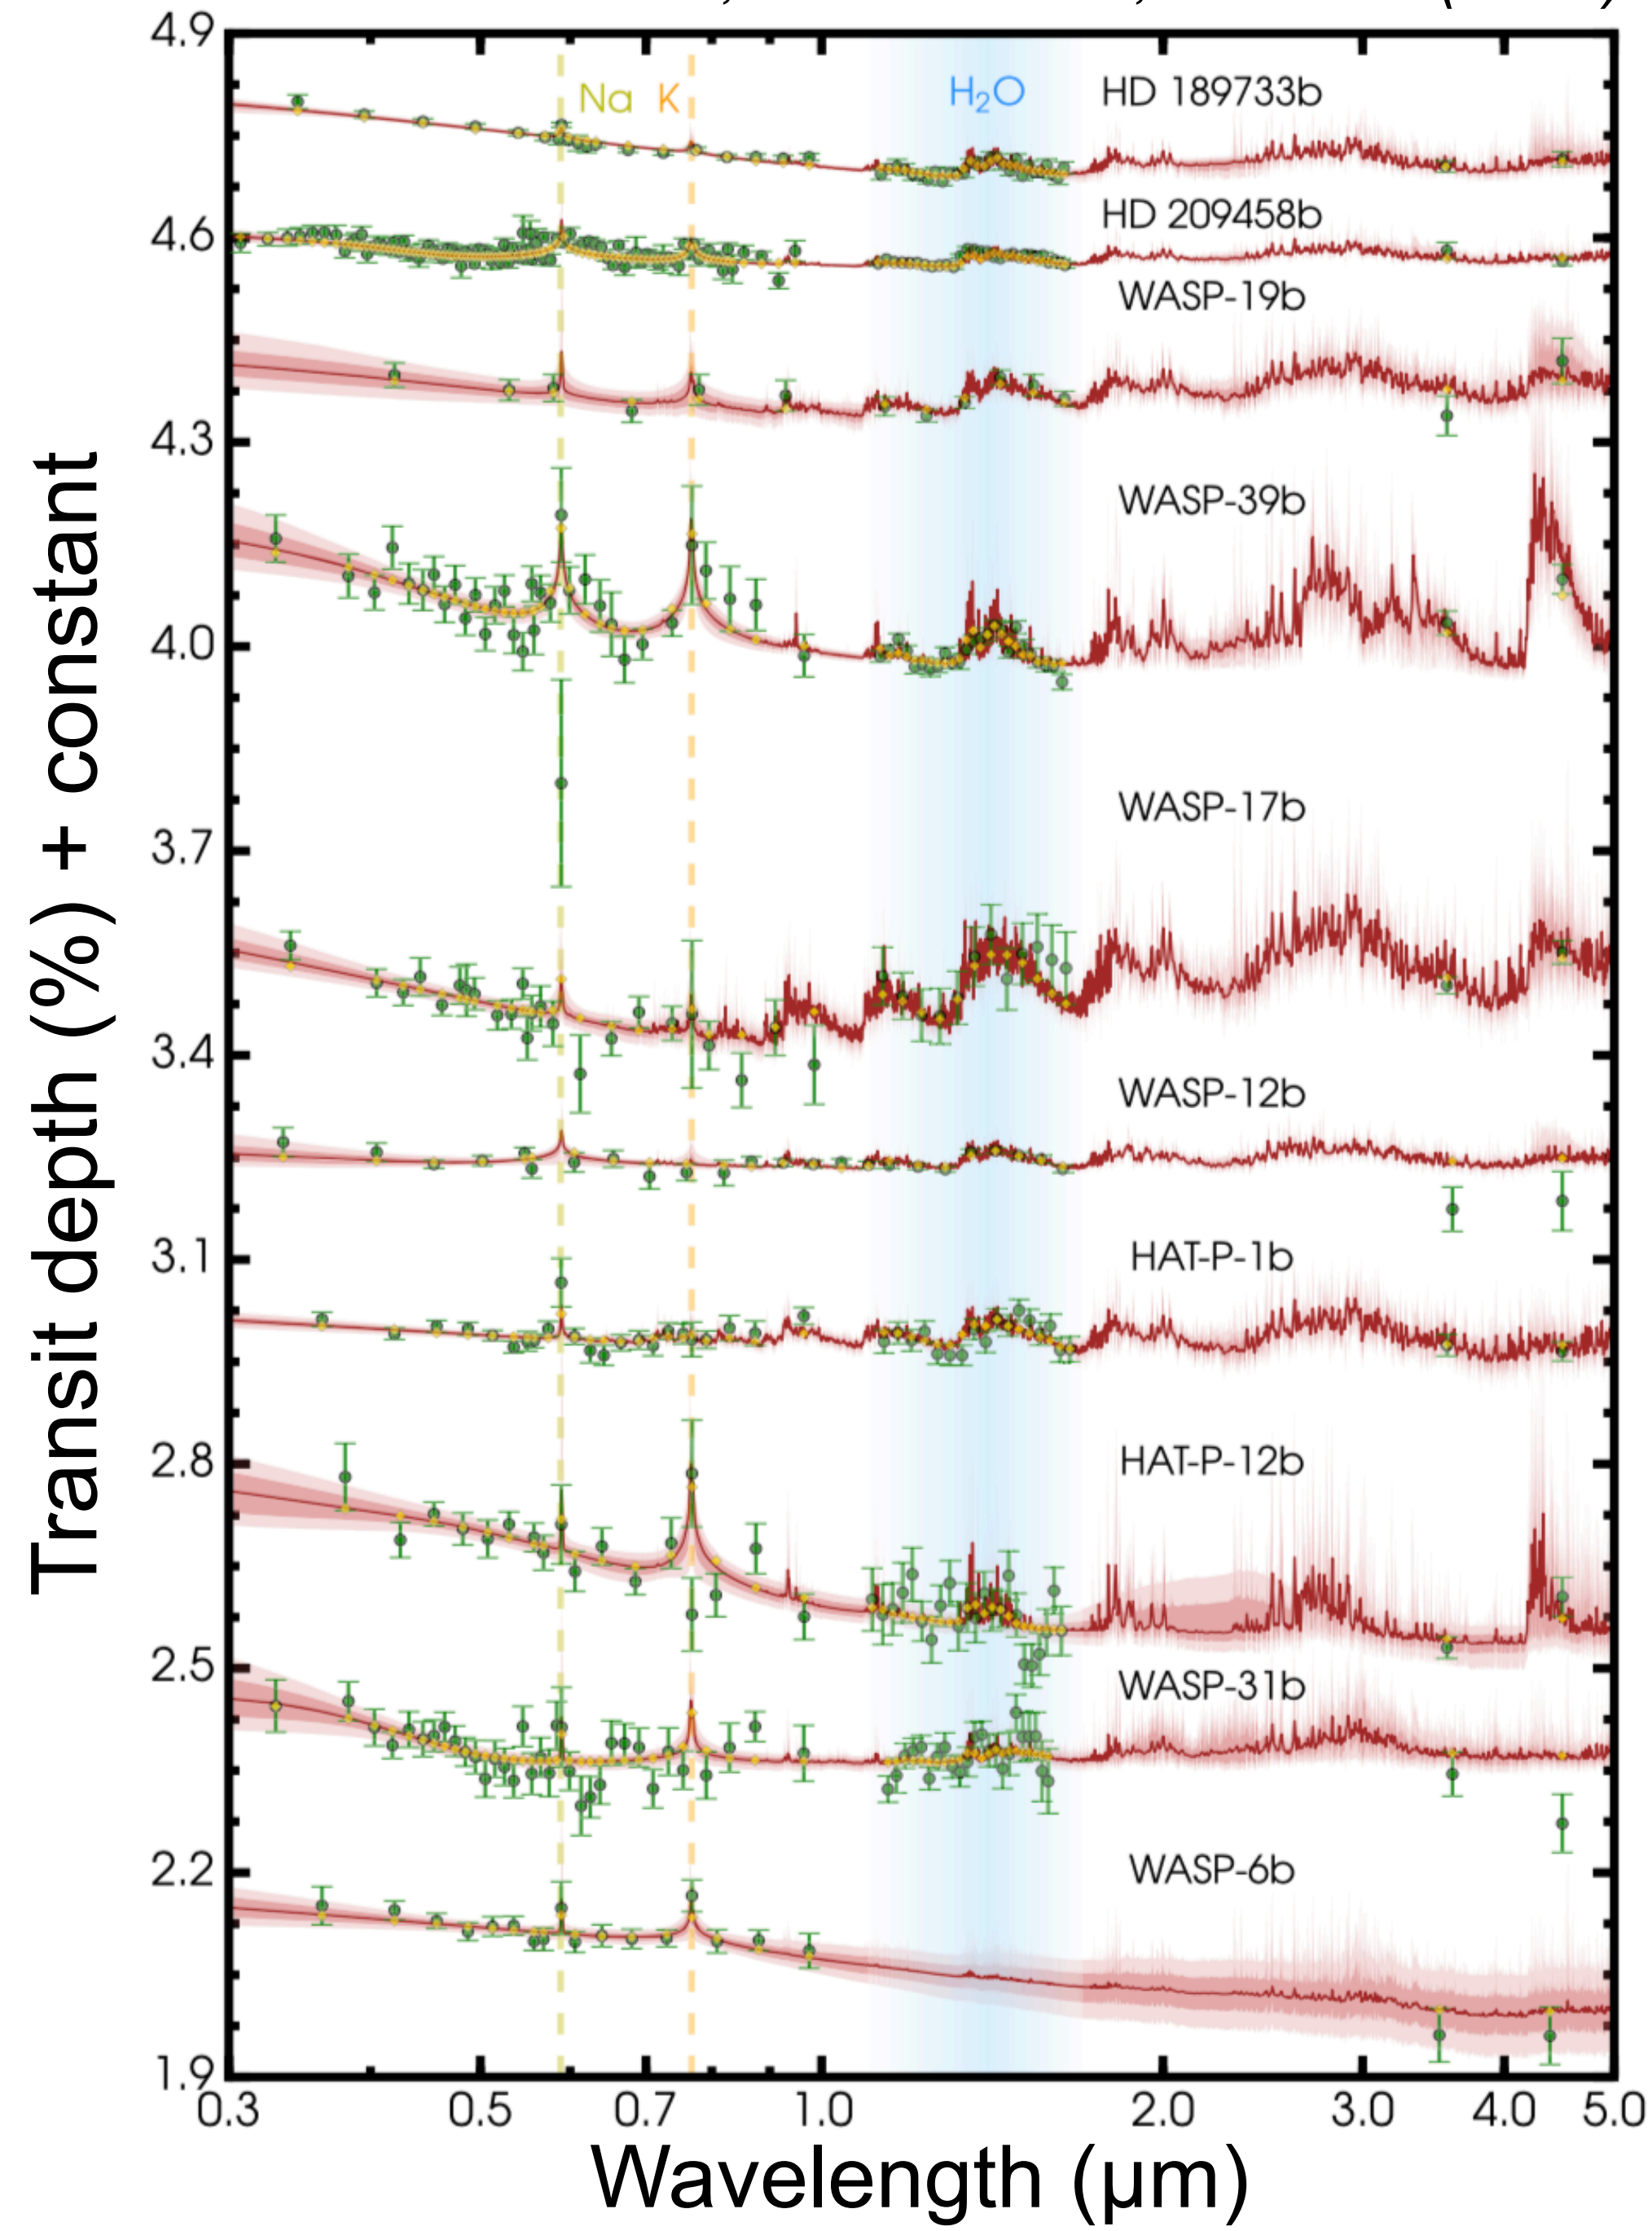 4.9
Na K
H₂O
HD 189733b
4.6
HD 209458b
WASP-19b
4.3
WASP-39b
4.0
WASP-17b
3.7
3.4
WASP-12b
3.1
HAT-P-1b
2.8
HAT-P-12b
2.5
WASP-31b
2.2
WASP-6b
1.9
Transit depth (%) + constant
0.3 0.5 0.7 1.0 2.0 3.0 4.0 5.0
Wavelength (μm)